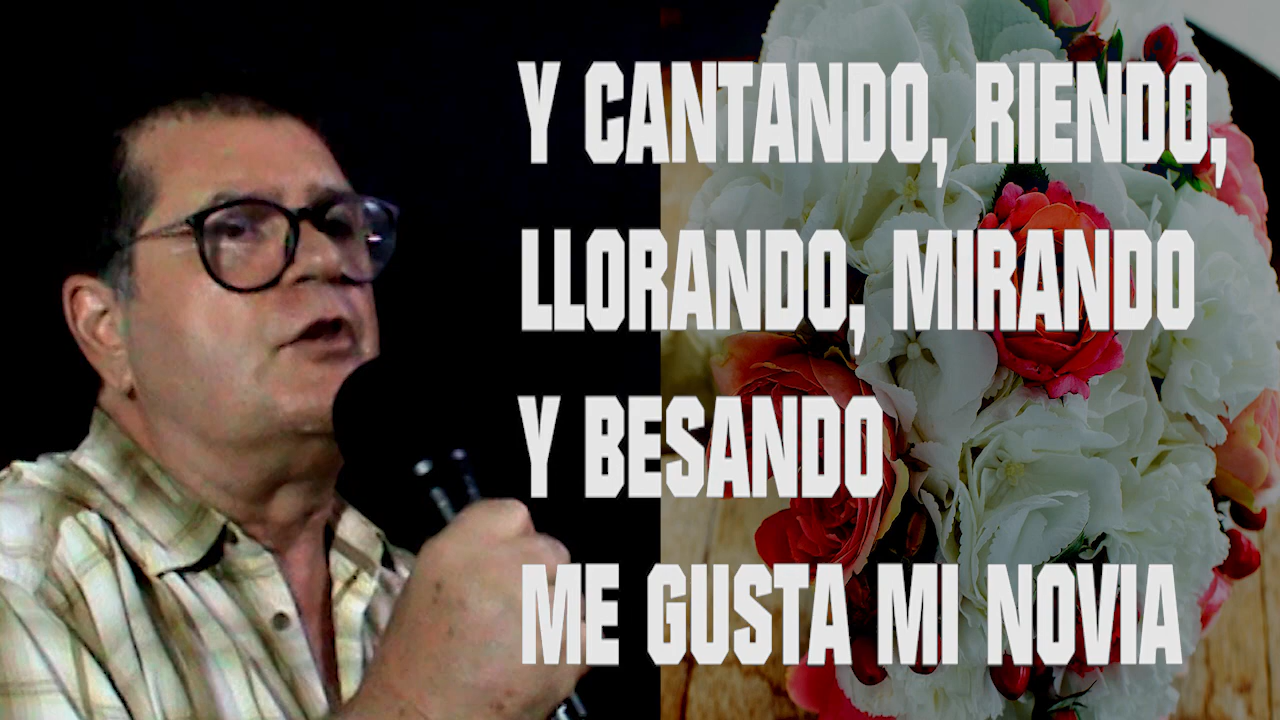 Y CANTANDO, RIENDO,
LLORANDO, MIRANDO
Y BESANDO
ME GUSTA MI NOVIA